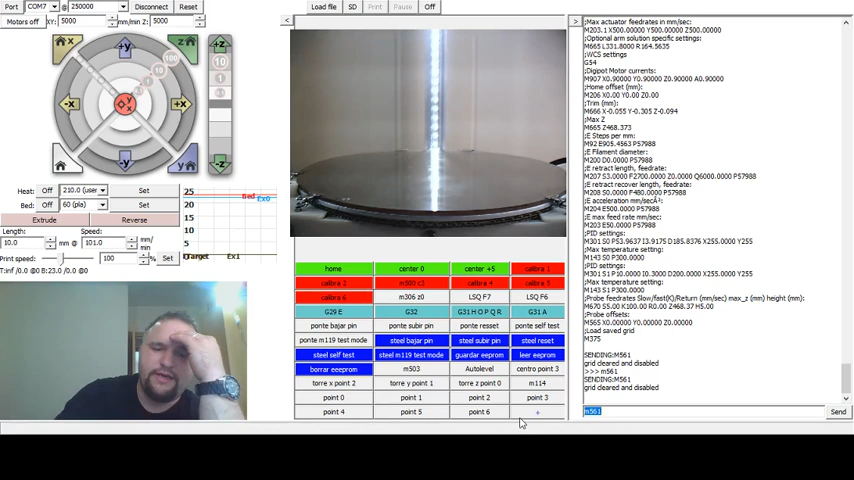 Port COM7 @ 250000 Disconnect Reset
Motors off XY: 5000 mm/min Z: 5000
+y
z
x
100
10
1
-x
y
x
+x
-y
y
+z
10
1
-z
Heat: Off 210.0 (user Set
Bed: Off 60 (pla) Set
Extrude Reverse
Length: Speed:
10.0 mm @ 101.0 mm/
min
Print speed: 100 % Set
T:inf /0.0 @0 B:23.0 /0.0 @0
25
20
15
10
5
Bed Ex0
Target Ex1
< Load file SD Print Pause Off >
home center 0 center +5 calibra 1
calibra 2 m500 c3 calibra 4 calibra 5
calibra 6 m306 z0 LSQ F7 LSQ F6
G29 E G32 G31 H O P Q R G31 A
ponte bajar pin ponte subir pin ponte resset ponte self test
ponte m119 test mode steel bajar pin steel subir pin steel reset
steel self test steel m119 test mode guardar eeprom leer eeprom
borrar eeeprom m503 Autolevel centro point 3
torre x point 2 torre y point 1 torre z point 0 m114
point 0 point 1 point 2 point 3
point 4 point 5 point 6 +
;Max actuator feedrates in mm/sec:
M203.1 X500.00000 Y500.00000 Z500.00000
;Optional arm solution specific settings:
M665 L331.8000 R164.5635
;WCS settings
G54
;Digipot Motor currents:
M907 X0.90000 Y0.90000 Z0.90000 A0.90000
;Home offset (mm):
M206 X0.00 Y0.00 Z0.00
;Trim (mm):
M666 X-0.055 Y-0.305 Z-0.094
;Max Z
M665 Z468.373
;E Steps per mm:
M92 E905.4563 P57988
;E Filament diameter:
M200 D0.0000 P57988
;E retract length, feedrate:
M207 S3.0000 F2700.0000 Z0.0000 Q6000.0000 P57988
;E retract recover length, feedrate:
M208 S0.0000 F480.0000 P57988
;E acceleration mm/secÂ²:
M204 E500.0000 P57988
;E max feed rate mm/sec:
M203 E50.0000 P57988
;PID settings:
M301 S0 P53.9637 I3.9175 D185.8376 X255.0000 Y255
;Max temperature setting:
M143 S0 P300.0000
;PID settings:
M301 S1 P10.0000 I0.3000 D200.0000 X255.0000 Y255
;Max temperature setting:
M143 S1 P300.0000
;Probe feedrates Slow/fast(K)/Return (mm/sec) max_z (mm) height (mm):
M670 S5.00 K100.00 R0.00 Z468.37 H5.00
;Probe offsets:
M565 X0.00000 Y0.00000 Z0.00000
;Load saved grid
M375
SENDING:M561
grid cleared and disabled
>>> m561
SENDING:M561
grid cleared and disabled
m561 Send